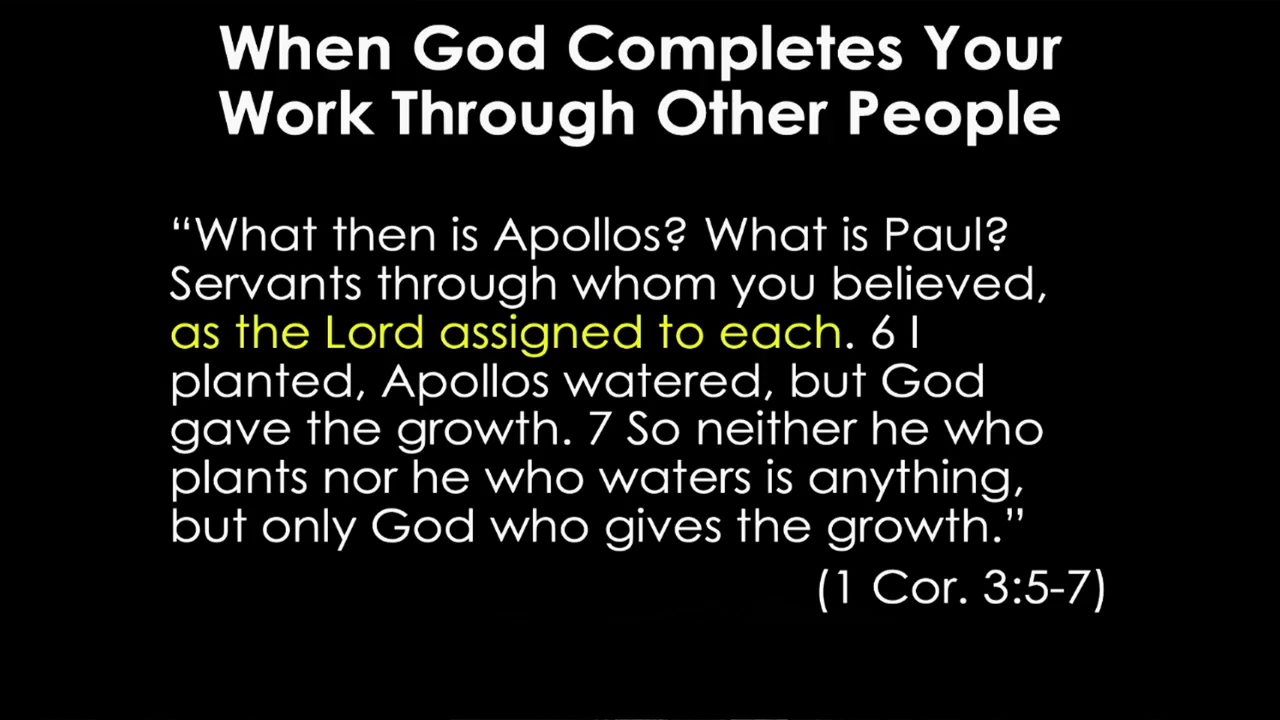 When God Completes Your
Work Through Other People
“What then is Apollos? What is Paul?
Servants through whom you believed,
as the Lord assigned to each. 6 I
planted, Apollos watered, but God
gave the growth. 7 So neither he who
plants nor he who waters is anything,
but only God who gives the growth.”
(1 Cor. 3:5-7)